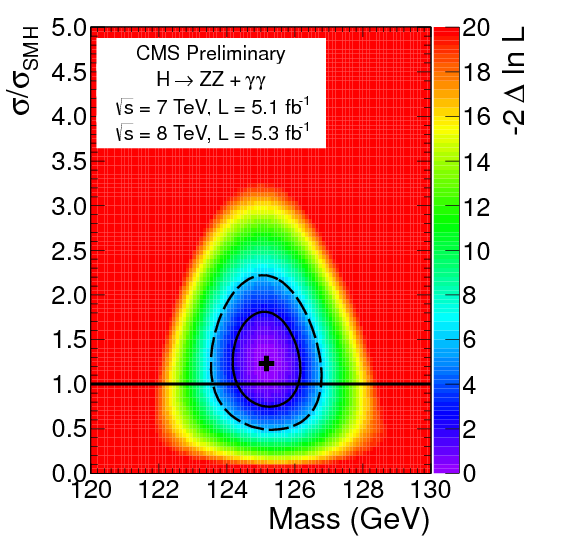 CMS Preliminary
H → ZZ + γγ
√s = 7 TeV, L = 5.1 fb⁻¹
√s = 8 TeV, L = 5.3 fb⁻¹
σ/σSMH
5.0
4.5
4.0
3.5
3.0
2.5
2.0
1.5
1.0
0.5
0.0
120 122 124 126 128 130
Mass (GeV)
20
18
16
14
12
10
8
6
4
2
0
-2 Δ ln L